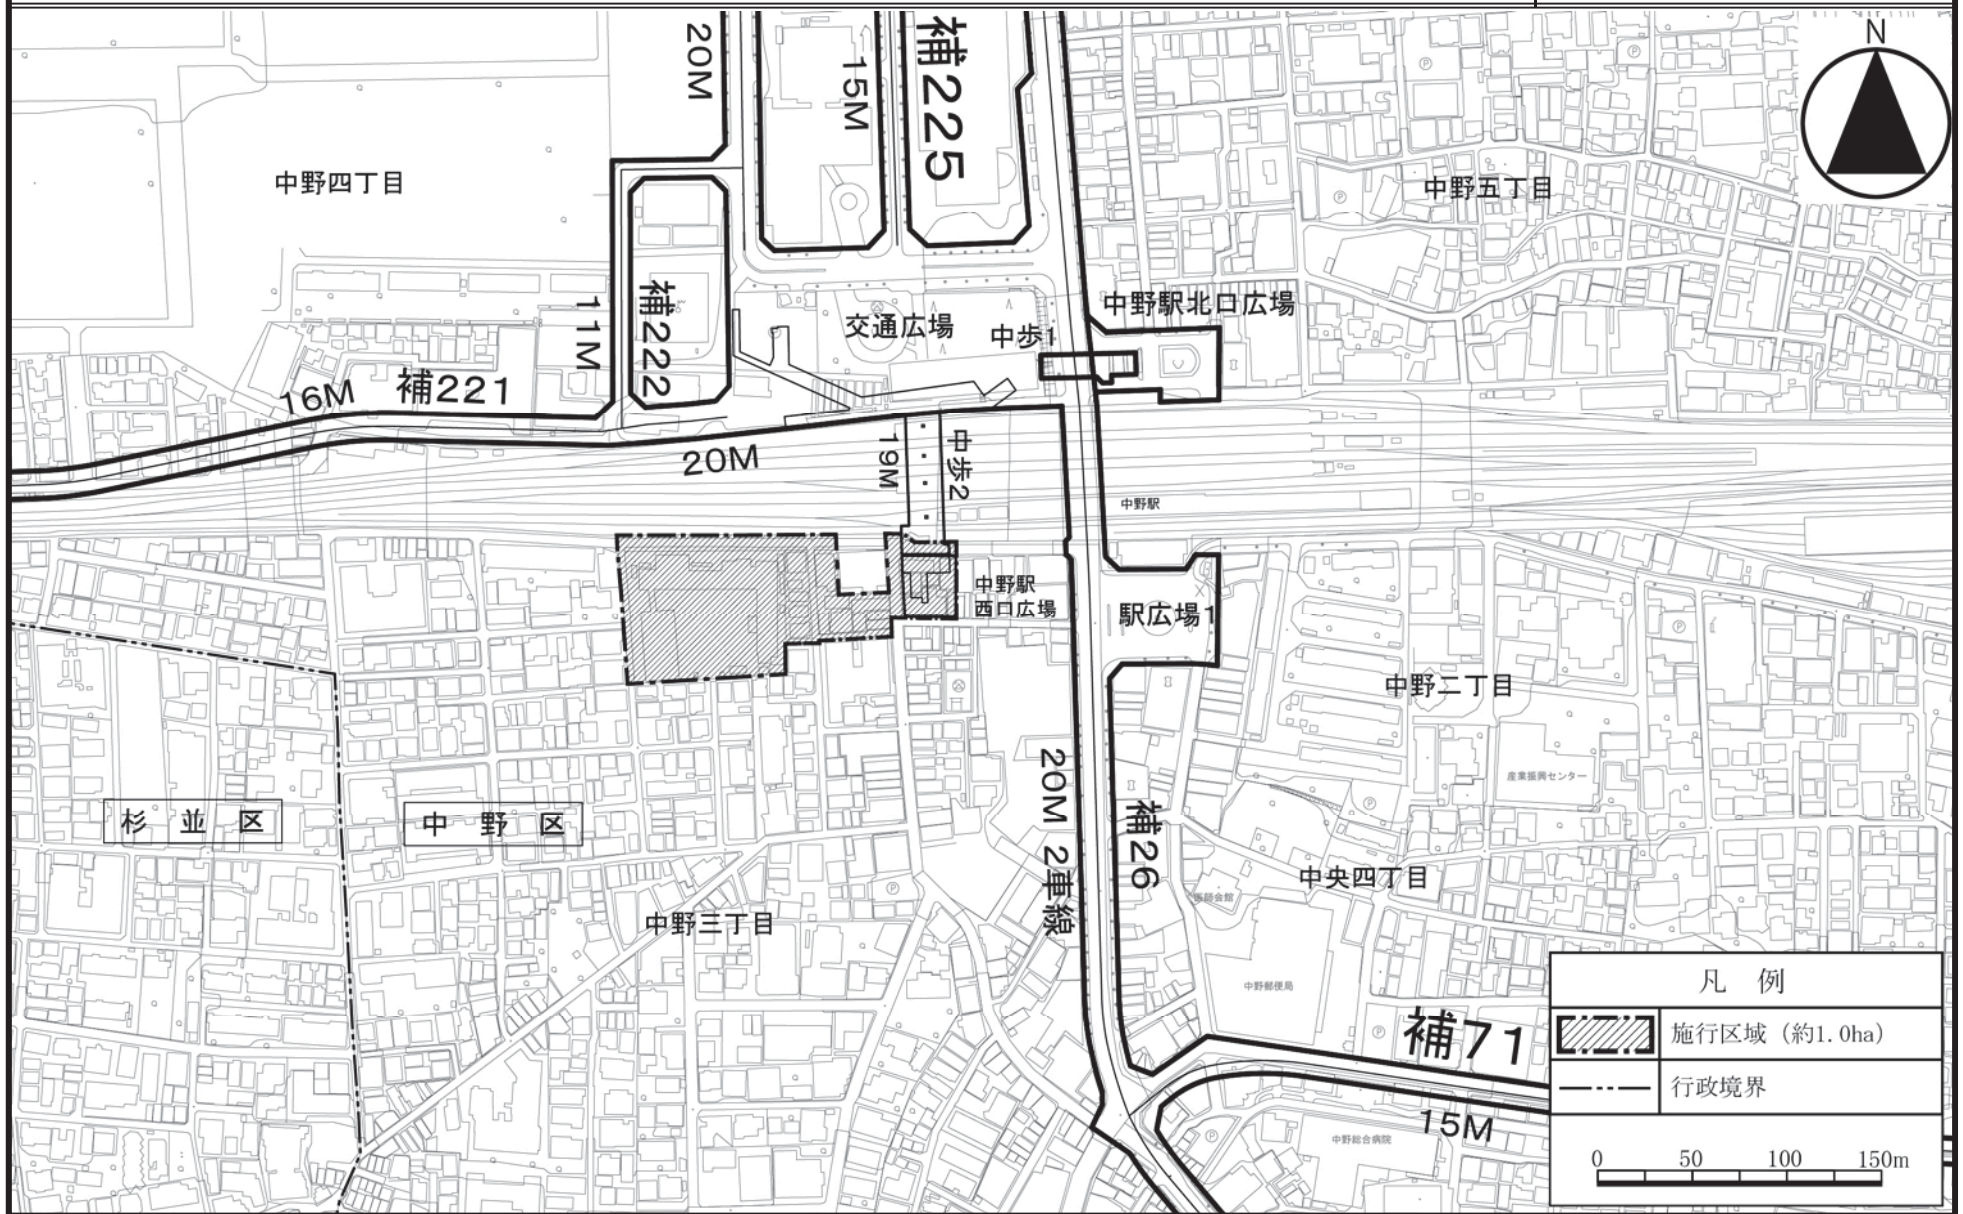 N
20M
15M
補225
中野四丁目
中野五丁目
11M
補222
交通広場
中歩1
中野駅北口広場
16M
補221
20M
19M
中歩2
中野駅
中野駅
西口広場
駅広場1
中野二丁目
産業振興センター
20M 2車線
補26
杉並区
中野区
中央四丁目
医師会館
中野三丁目
中野郵便局
補71
15M
中野総合病院
凡 例
施行区域（約1.0ha）
行政境界
0 50 100 150m